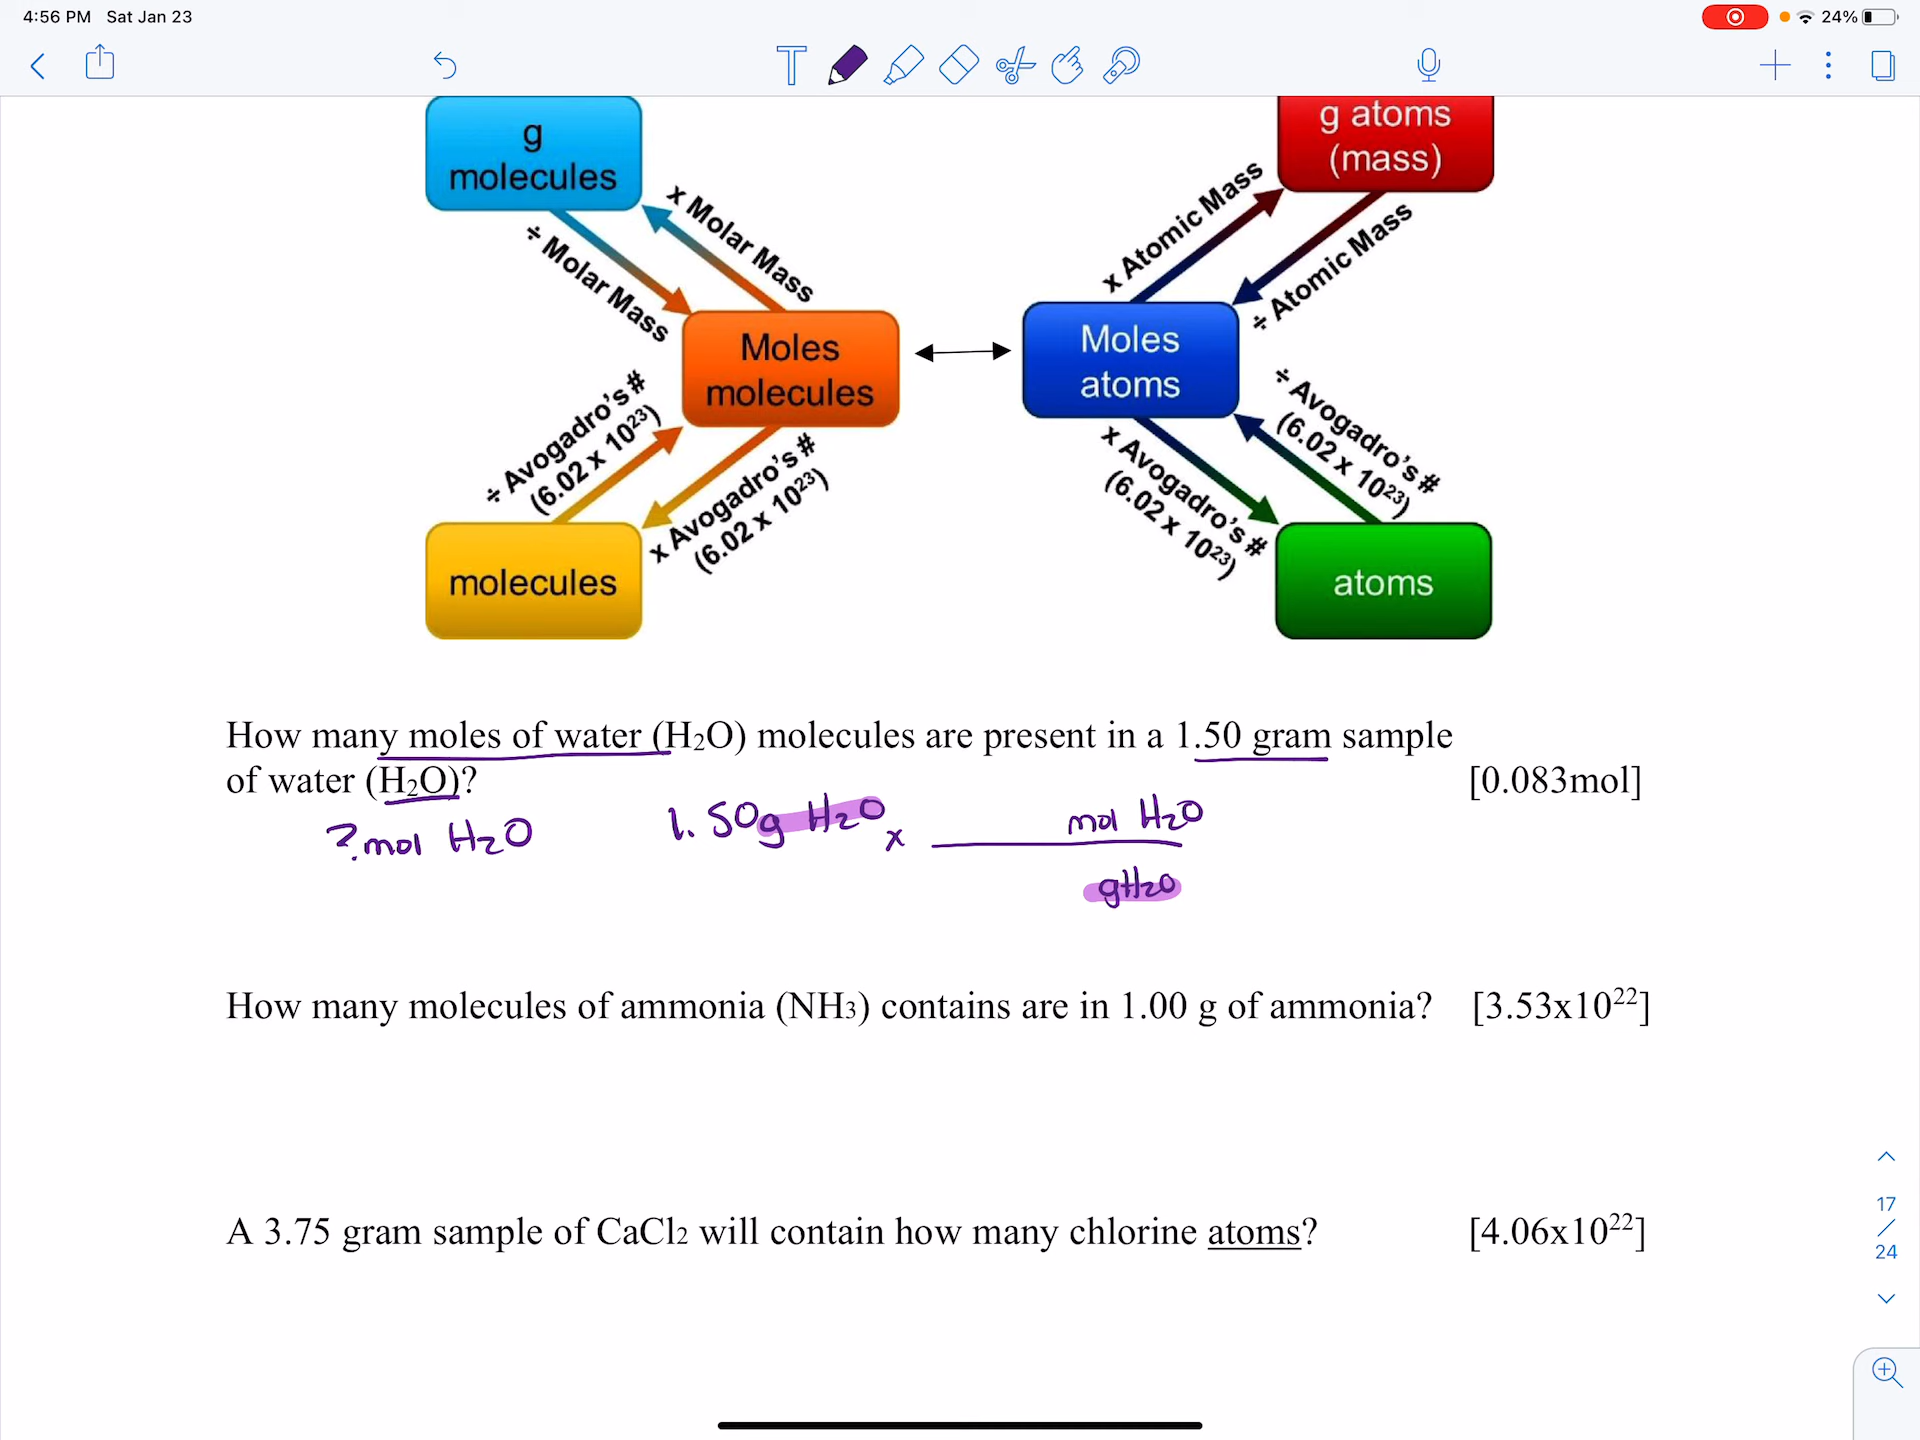 4:56 PM Sat Jan 23
24%
T
g
molecules
g atoms
(mass)
x Molar Mass
÷ Molar Mass
x Atomic Mass
÷ Atomic Mass
Moles
molecules
Moles
atoms
÷ Avogadro's #
(6.02 x 10²³)
x Avogadro's #
(6.02 x 10²³)
x Avogadro's #
(6.02 x 10²³)
÷ Avogadro's #
(6.02 x 10²³)
molecules
atoms
How many moles of water (H₂O) molecules are present in a 1.50 gram sample
of water (H₂O)? [0.083mol]
? mol H₂O 1.50g H₂O x mol H₂O
gH₂O
How many molecules of ammonia (NH₃) contains are in 1.00 g of ammonia? [3.53x10²²]
A 3.75 gram sample of CaCl₂ will contain how many chlorine atoms? [4.06x10²²]
17
/
24